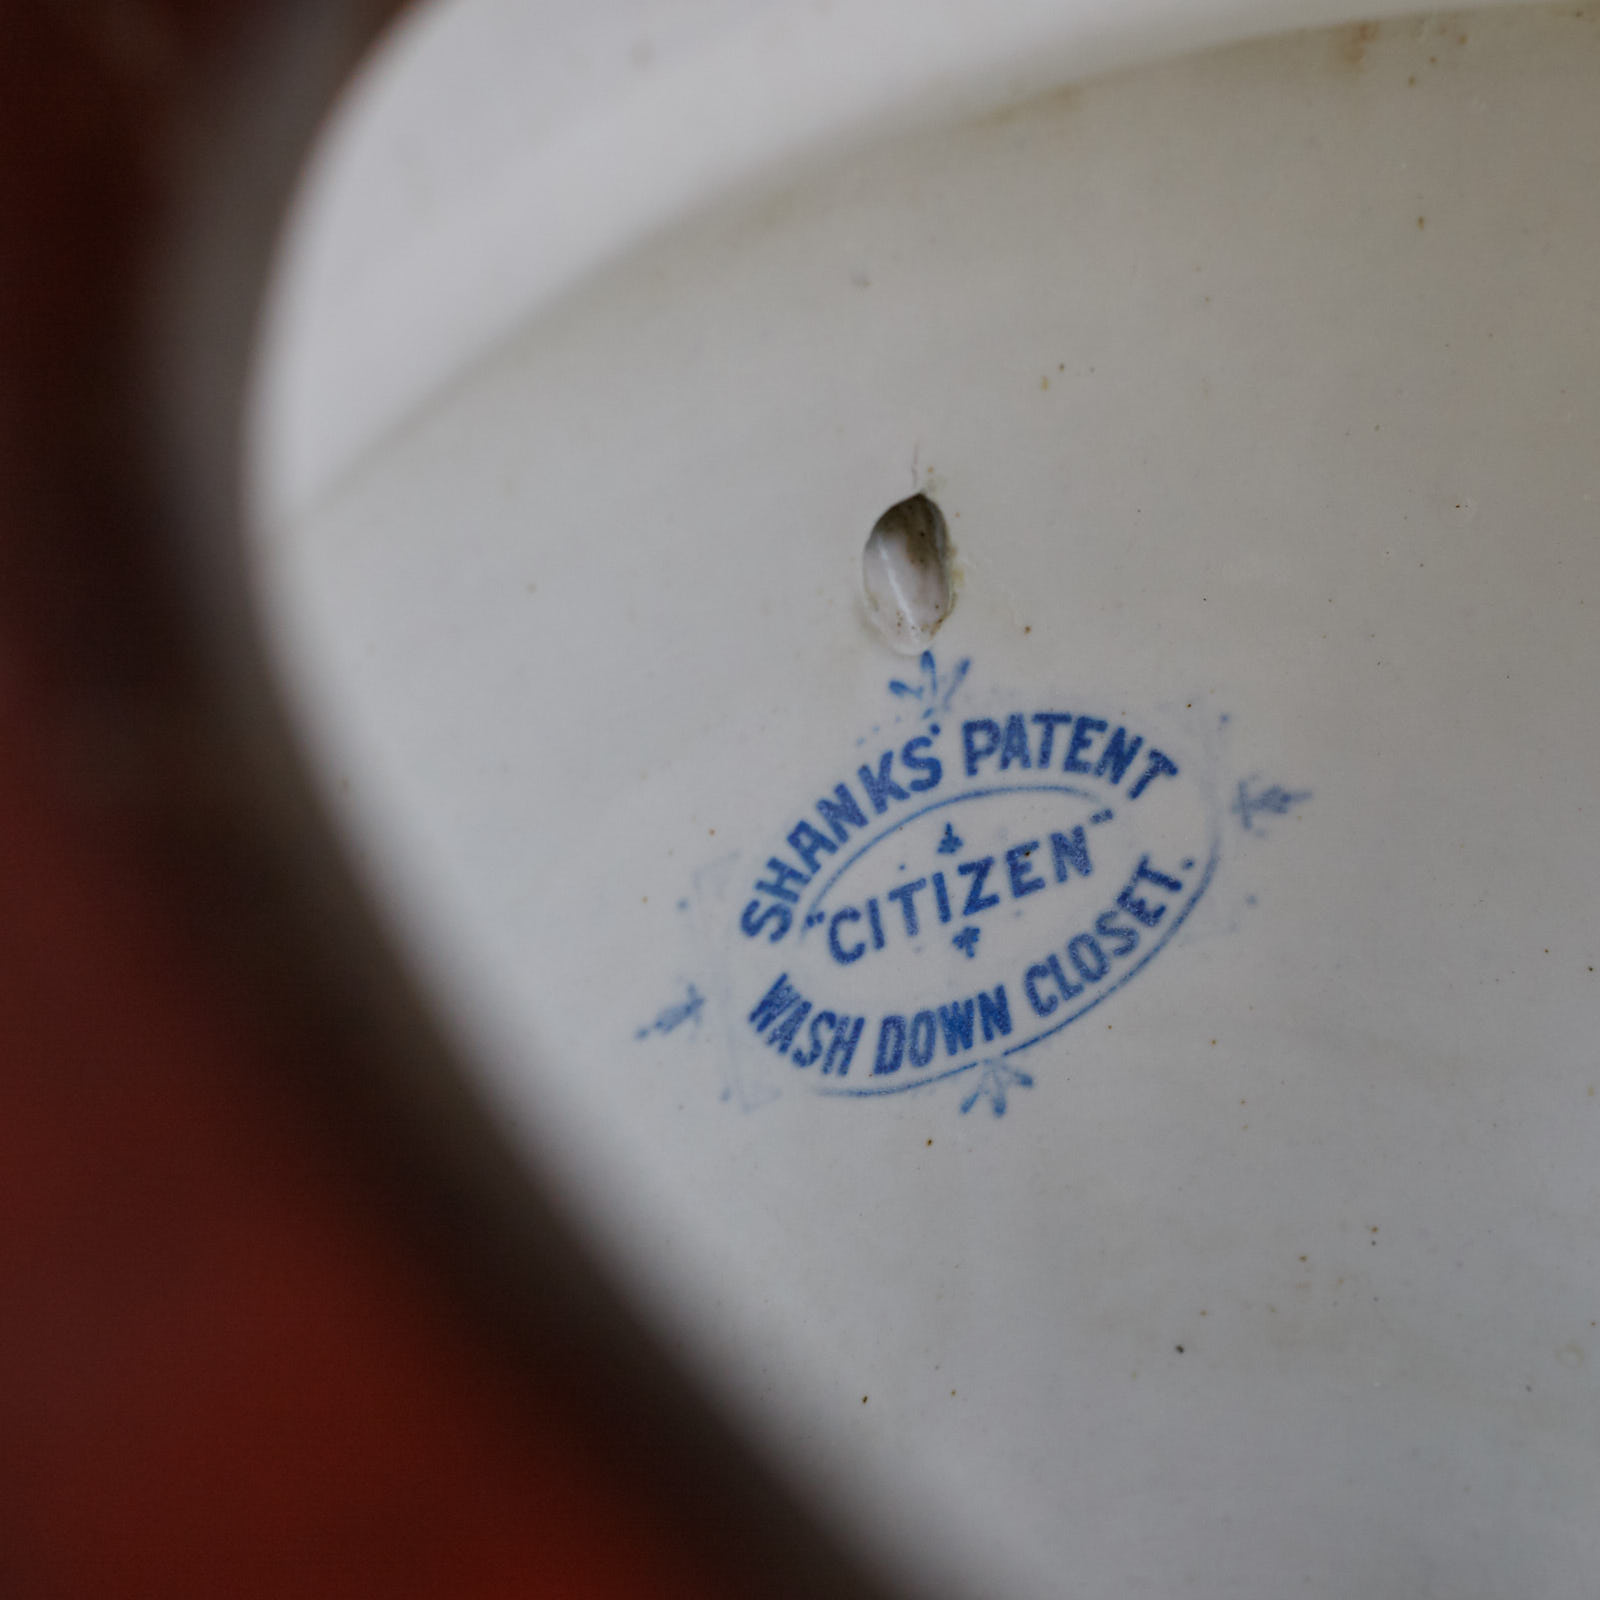 SHANKS' PATENT
"CITIZEN"
WASH DOWN CLOSET.